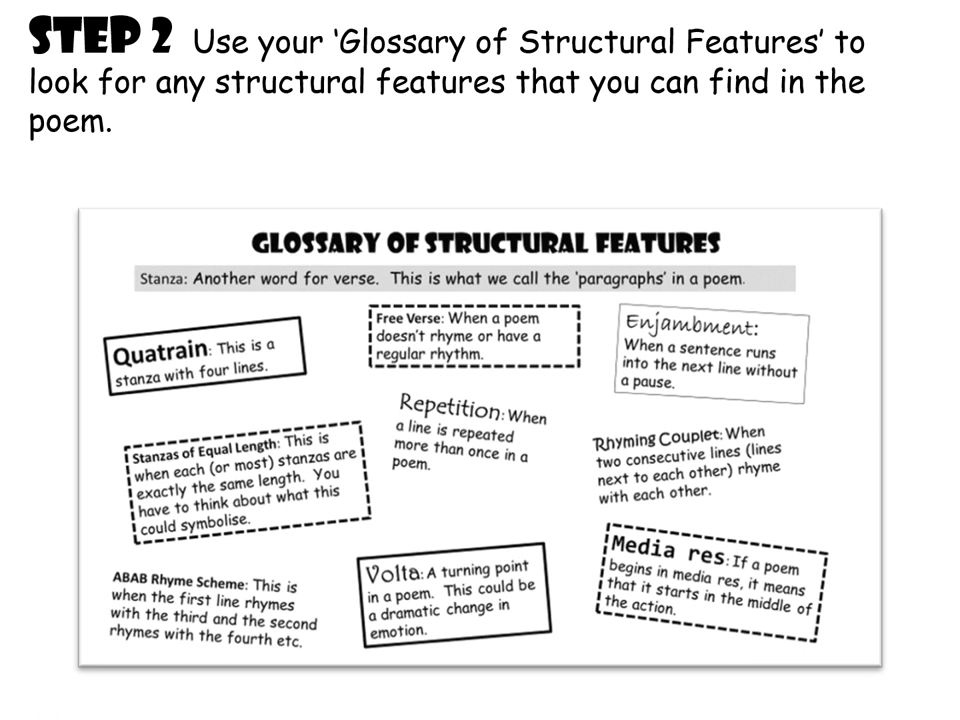 STEP 2 Use your ‘Glossary of Structural Features’ to
look for any structural features that you can find in the
poem.
GLOSSARY OF STRUCTURAL FEATURES
Stanza: Another word for verse. This is what we call the ‘paragraphs’ in a poem.
Quatrain: This is a
stanza with four lines.
Free Verse: When a poem
doesn’t rhyme or have a
regular rhythm.
Enjambment:
When a sentence runs
into the next line without
a pause.
Stanzas of Equal Length: This is
when each (or most) stanzas are
exactly the same length. You
have to think about what this
could symbolise.
Repetition: When
a line is repeated
more than once in a
poem.
Rhyming Couplet: When
two consecutive lines (lines
next to each other) rhyme
with each other.
ABAB Rhyme Scheme: This is
when the first line rhymes
with the third and the second
rhymes with the fourth etc.
Volta: A turning point
in a poem. This could be
a dramatic change in
emotion.
Media res: If a poem
begins in media res, it means
that it starts in the middle of
the action.